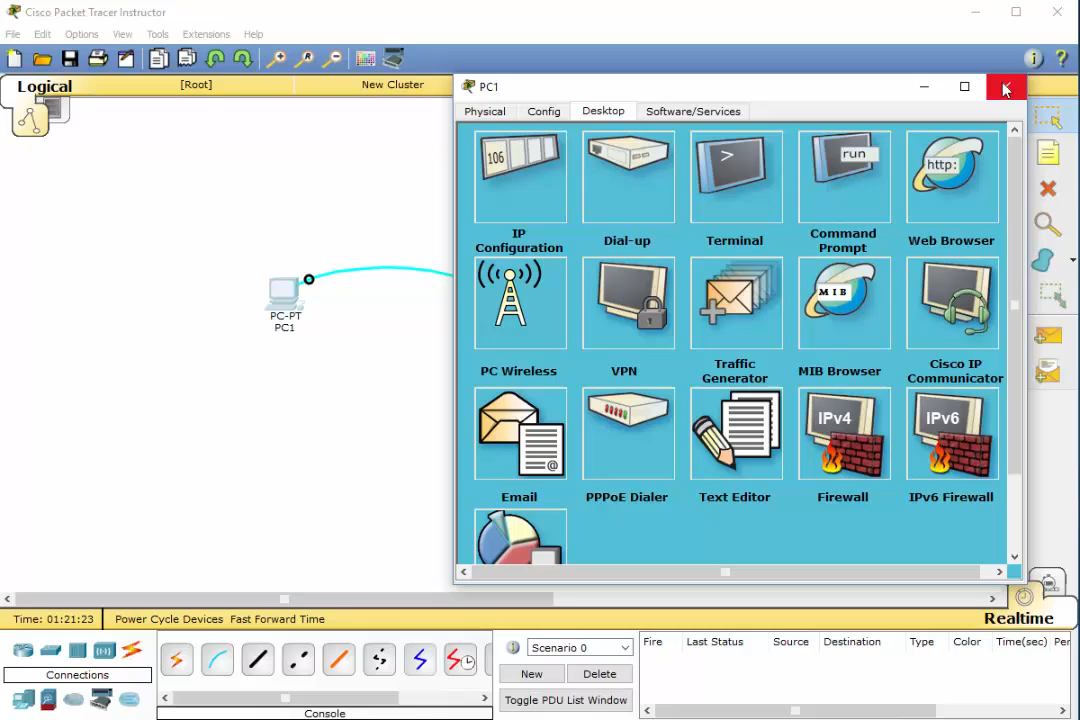 Cisco Packet Tracer Instructor
File Edit Options View Tools Extensions Help
Logical
[Root]
New Cluster
PC1
Physical Config Desktop Software/Services
106
>
run
http:
IP Configuration
Dial-up
Terminal
Command Prompt
Web Browser
MIB
PC Wireless
VPN
Traffic Generator
MIB Browser
Cisco IP Communicator
IPv4
IPv6
@
Email
PPPoE Dialer
Text Editor
Firewall
IPv6 Firewall
PC-PT
PC1
Time: 01:21:23
Power Cycle Devices Fast Forward Time
Realtime
Connections
Console
Scenario 0
New
Delete
Toggle PDU List Window
Fire Last Status Source Destination Type Color Time(sec) Per